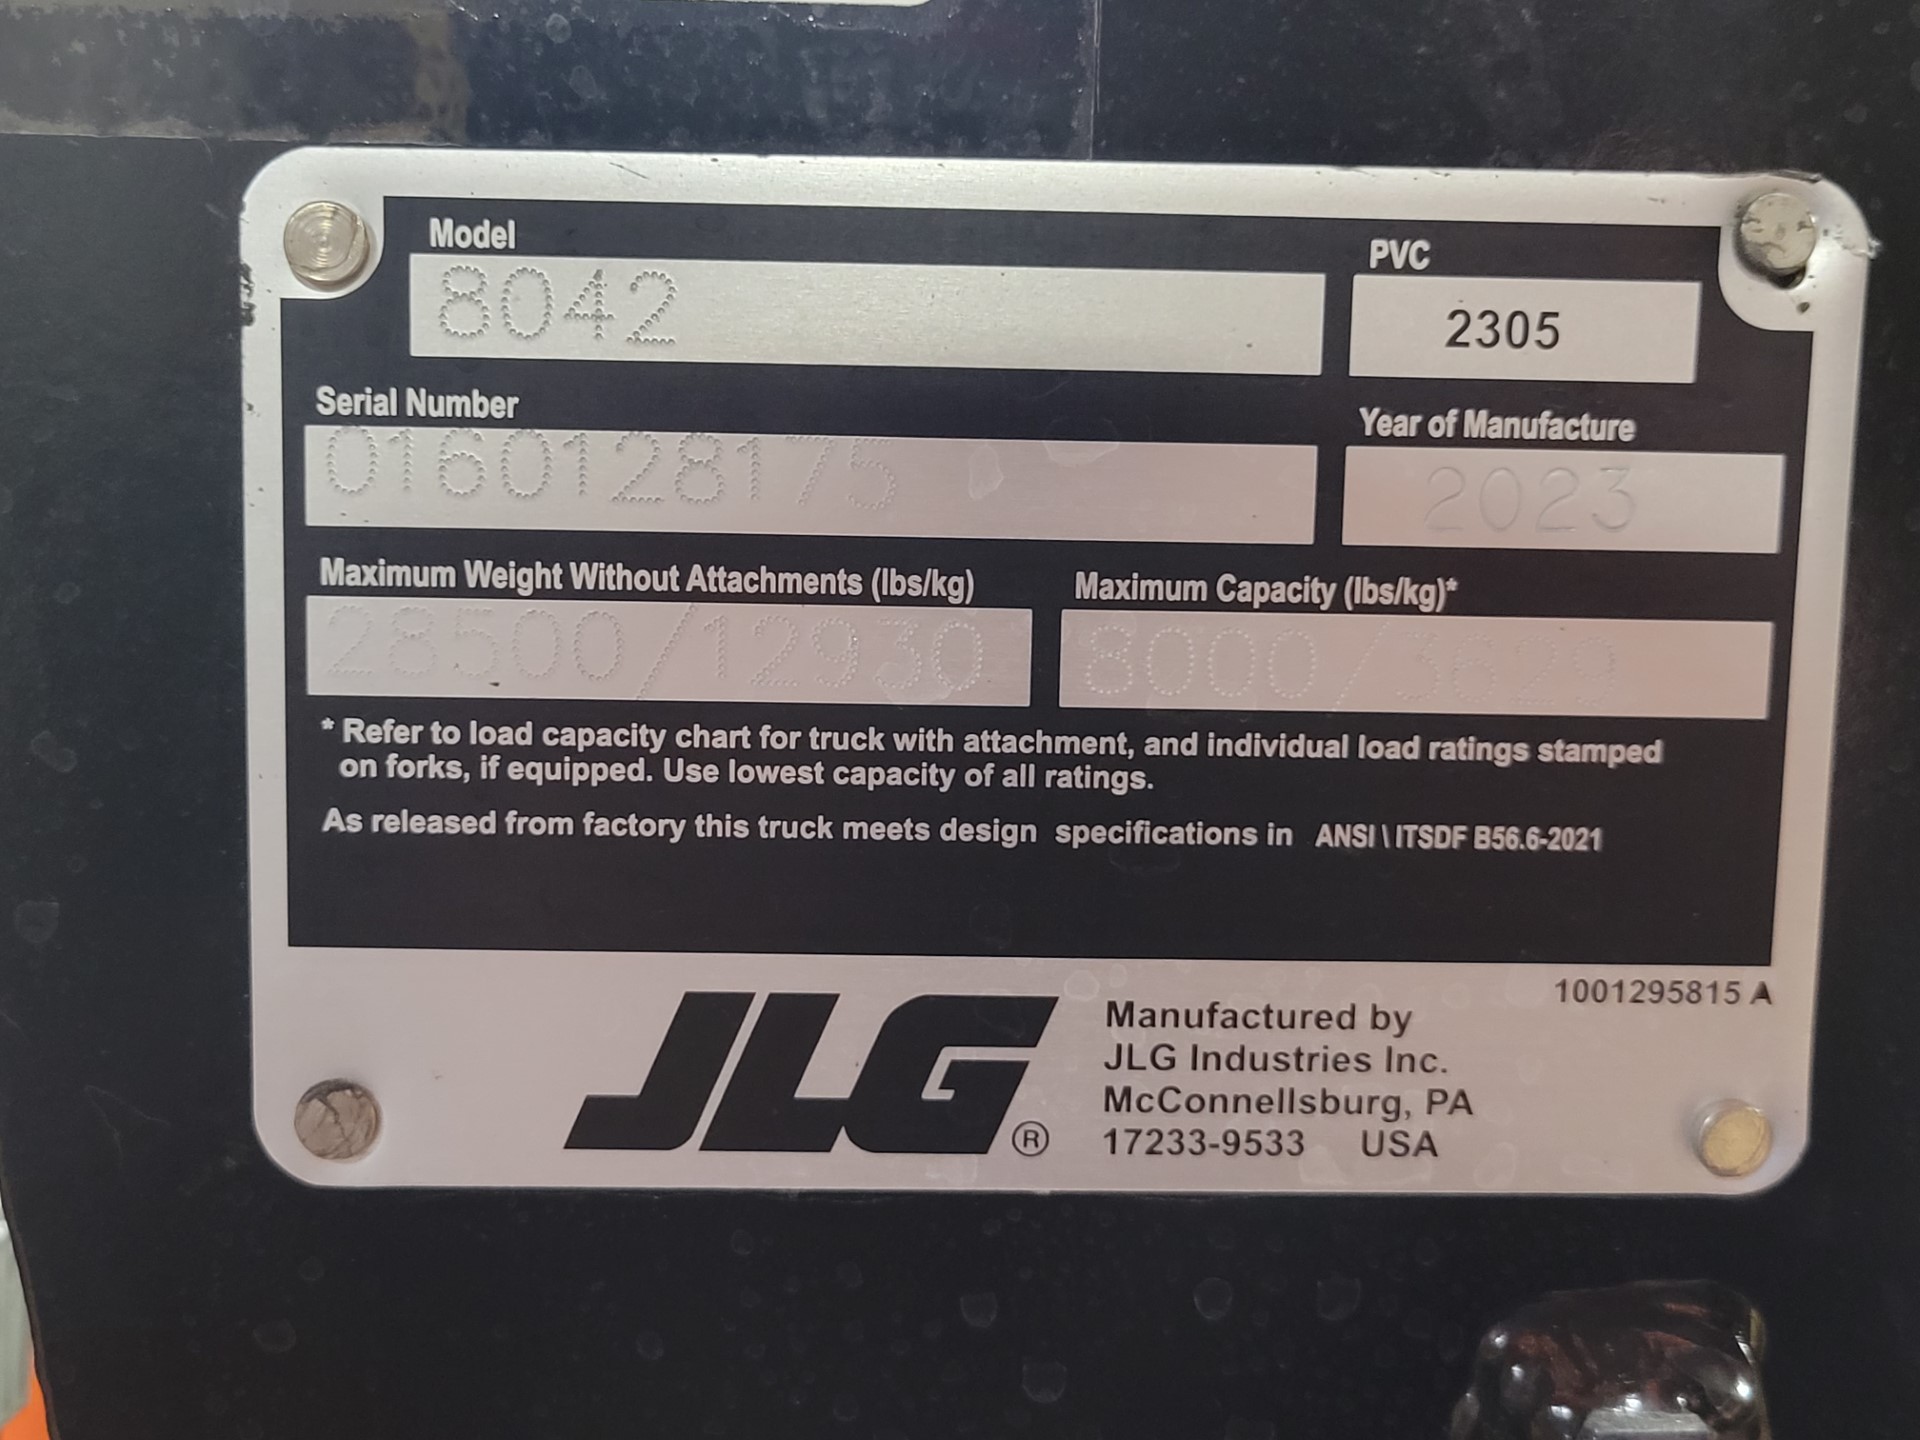 Model
PVC
8042
2305
Serial Number
Year of Manufacture
0160128175
2023
Maximum Weight Without Attachments (lbs/kg)
Maximum Capacity (lbs/kg)*
28500/12930
8000/3629
* Refer to load capacity chart for truck with attachment, and individual load ratings stamped
on forks, if equipped. Use lowest capacity of all ratings.
As released from factory this truck meets design specifications in ANSI \ ITSDF B56.6-2021
1001295815 A
JLG®
Manufactured by
JLG Industries Inc.
McConnellsburg, PA
17233-9533 USA